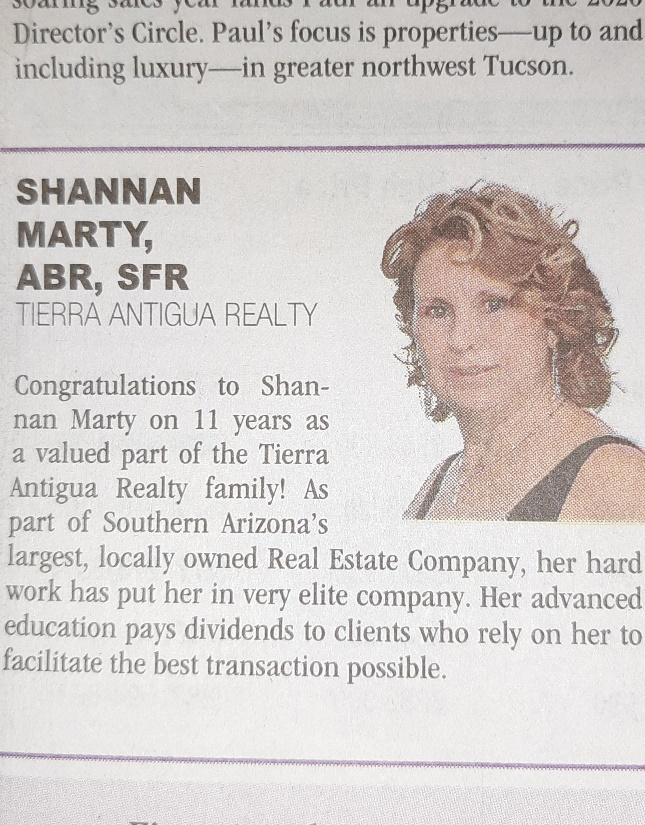 soaring sales year lands Paul an upgrade to the 2020
Director's Circle. Paul's focus is properties—up to and
including luxury—in greater northwest Tucson.
SHANNAN
MARTY,
ABR, SFR
TIERRA ANTIGUA REALTY
Congratulations to Shan-
nan Marty on 11 years as
a valued part of the Tierra
Antigua Realty family! As
part of Southern Arizona's
largest, locally owned Real Estate Company, her hard
work has put her in very elite company. Her advanced
education pays dividends to clients who rely on her to
facilitate the best transaction possible.